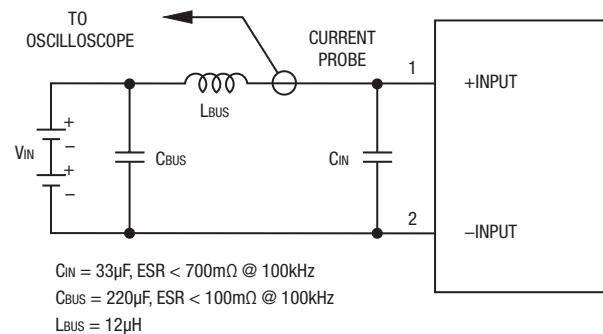 TO
OSCILLOSCOPE
CURRENT
PROBE
1
+INPUT
LBUS
+
VIN
–
+
–
CBUS
CIN
2
–INPUT
CIN = 33µF, ESR < 700mΩ @ 100kHz
CBUS = 220µF, ESR < 100mΩ @ 100kHz
LBUS = 12µH